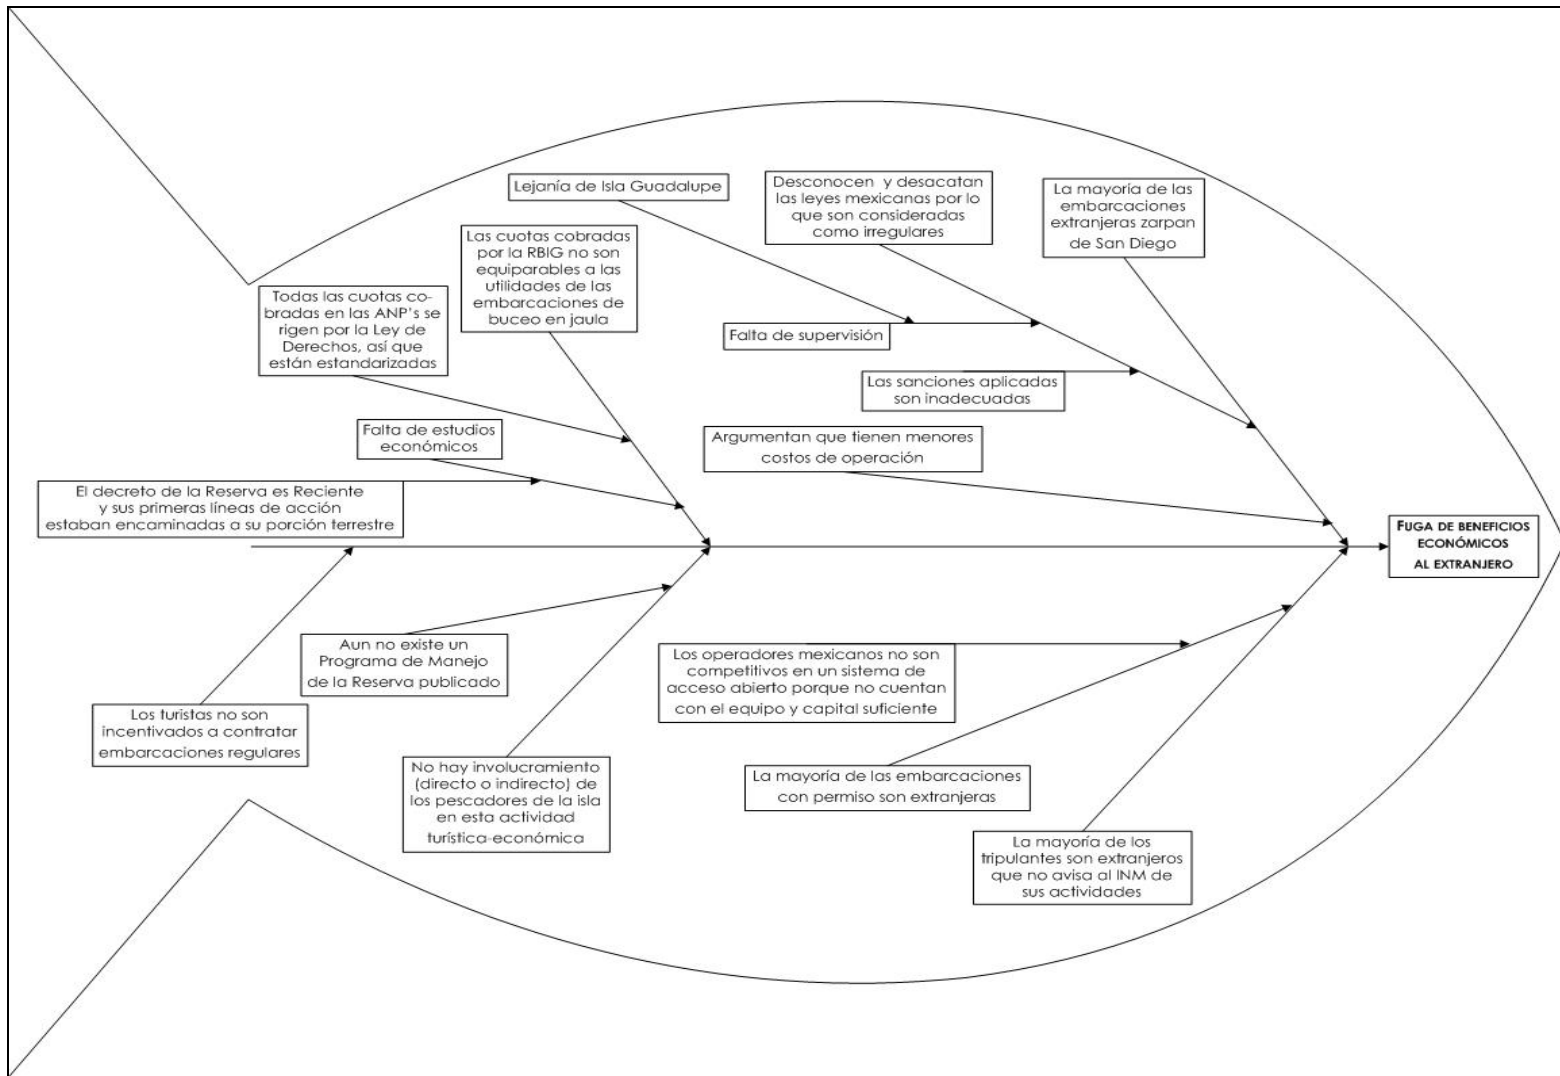 Lejanía de Isla Guadalupe
Desconocen y desacatan
las leyes mexicanas por lo
que son consideradas
como irregulares
La mayoría de las
embarcaciones
extranjeras zarpan
de San Diego
Las cuotas cobradas
por la RBIG no son
equiparables a las
utilidades de las
embarcaciones de
buceo en jaula
Todas las cuotas co-
bradas en las ANP's se
rigen por la Ley de
Derechos, así que
están estandarizadas
Falta de supervisión
Las sanciones aplicadas
son inadecuadas
Falta de estudios
económicos
Argumentan que tienen menores
costos de operación
El decreto de la Reserva es Reciente
y sus primeras líneas de acción
estaban encaminadas a su porción terrestre
FUGA DE BENEFICIOS
ECONÓMICOS
AL EXTRANJERO
Aun no existe un
Programa de Manejo
de la Reserva publicado
Los operadores mexicanos no son
competitivos en un sistema de
acceso abierto porque no cuentan
con el equipo y capital suficiente
Los turistas no son
incentivados a contratar
embarcaciones regulares
No hay involucramiento
(directo o indirecto) de
los pescadores de la isla
en esta actividad
turística-económica
La mayoría de las embarcaciones
con permiso son extranjeras
La mayoría de los
tripulantes son extranjeros
que no avisa al INM de
sus actividades